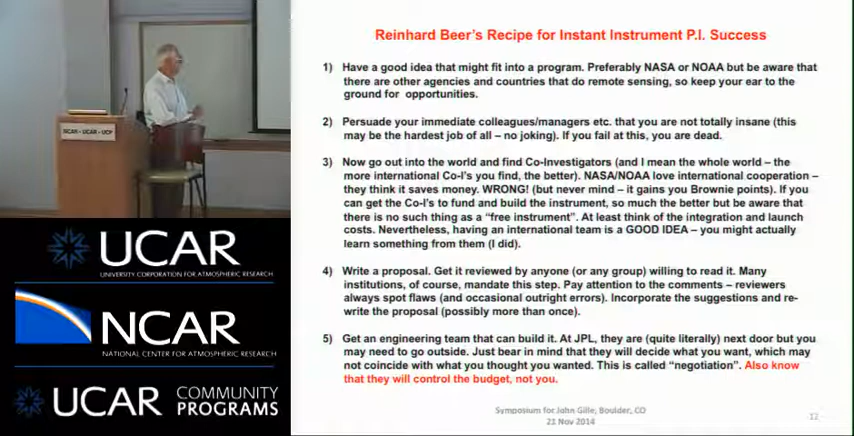 NCAR - UCAR - UCP
UCAR
UNIVERSITY CORPORATION FOR ATMOSPHERIC RESEARCH
NCAR
NATIONAL CENTER FOR ATMOSPHERIC RESEARCH
UCAR COMMUNITY
PROGRAMS
Reinhard Beer's Recipe for Instant Instrument P.I. Success
1) Have a good idea that might fit into a program. Preferably NASA or NOAA but be aware that
there are other agencies and countries that do remote sensing, so keep your ear to the
ground for opportunities.
2) Persuade your immediate colleagues/managers etc. that you are not totally insane (this
may be the hardest job of all – no joking). If you fail at this, you are dead.
3) Now go out into the world and find Co-Investigators (and I mean the whole world – the
more international Co-I's you find, the better). NASA/NOAA love international cooperation –
they think it saves money. WRONG! (but never mind – it gains you Brownie points). If you
can get the Co-I's to fund and build the instrument, so much the better but be aware that
there is no such thing as a "free instrument". At least think of the integration and launch
costs. Nevertheless, having an international team is a GOOD IDEA – you might actually
learn something from them (I did).
4) Write a proposal. Get it reviewed by anyone (or any group) willing to read it. Many
institutions, of course, mandate this step. Pay attention to the comments – reviewers
always spot flaws (and occasional outright errors). Incorporate the suggestions and re-
write the proposal (possibly more than once).
5) Get an engineering team that can build it. At JPL, they are (quite literally) next door but you
may need to go outside. Just bear in mind that they will decide what you want, which may
not coincide with what you thought you wanted. This is called "negotiation". Also know
that they will control the budget, not you.
Symposium for John Gille; Boulder, CO
21 Nov 2014
12